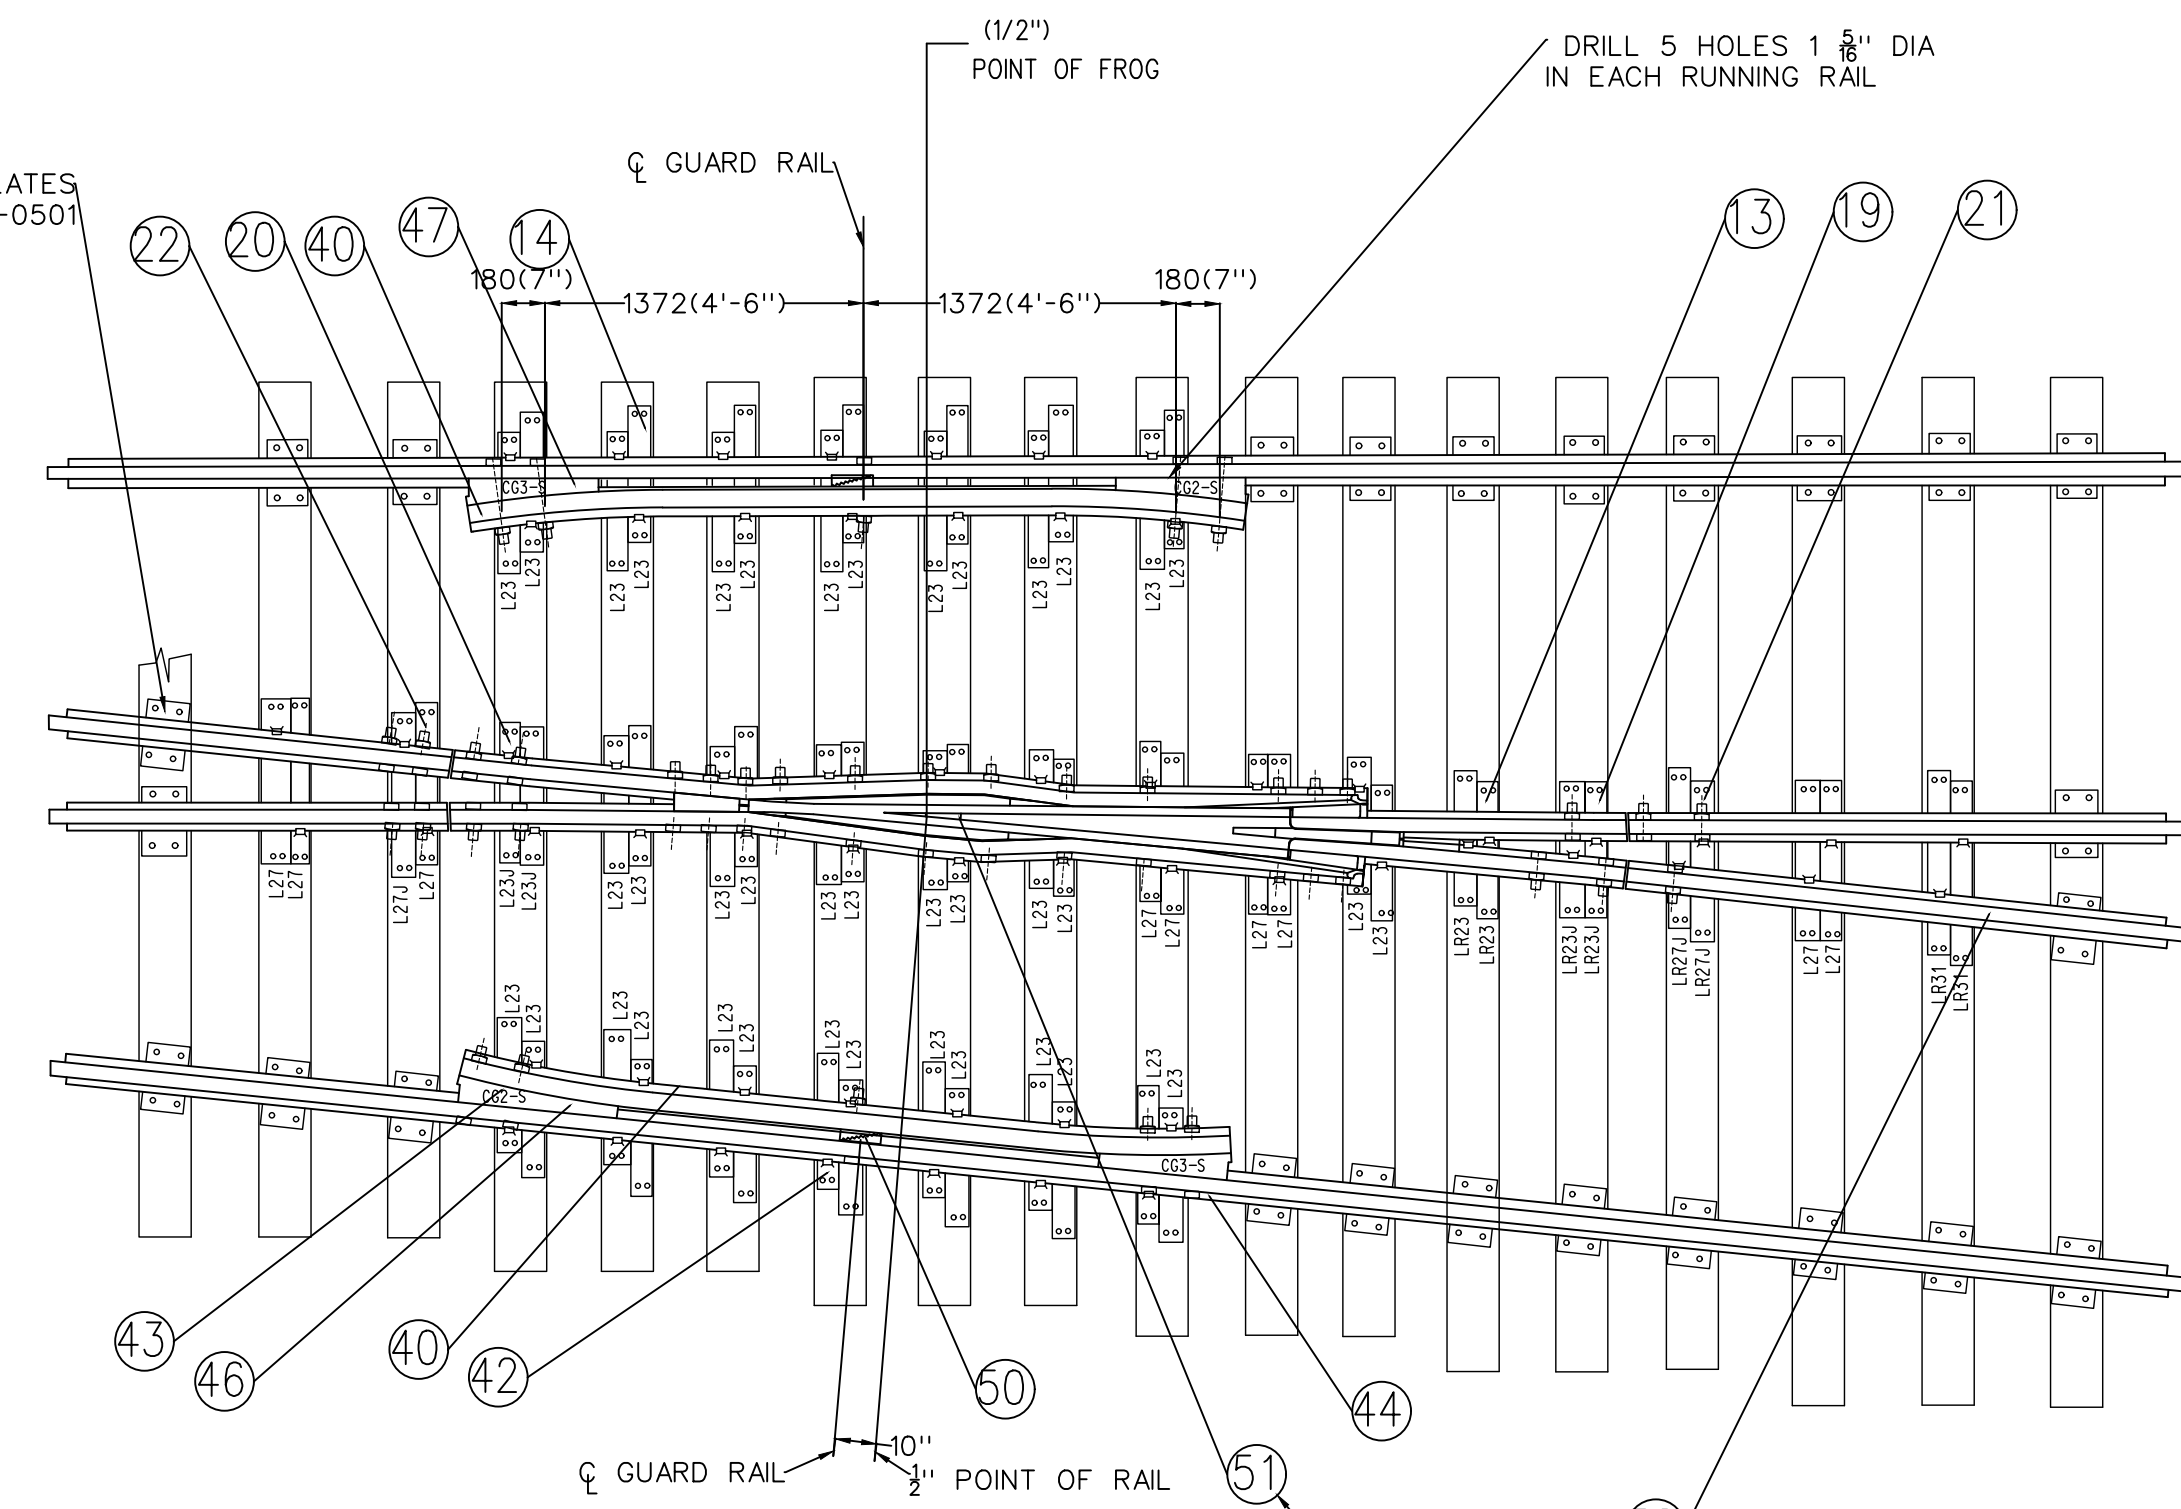 (1/2")
POINT OF FROG
DRILL 5 HOLES 1 5/16" DIA
IN EACH RUNNING RAIL
℄ GUARD RAIL
ATES
-0501
22
20
40
47
14
13
19
21
180(7")
1372(4'-6")
1372(4'-6")
180(7")
CG3-S
CG2-S
L23
L23
L23
L23
L23
L23
L23
L23
L23
L23
L23
L23
L23
L23
L27
L27
L27J
L27
L23J
L23J
L23
L23
L23
L23
L23
L23
L23
L23
L23
L23
L27
L27
L27
L27
L23
L23
LR23
LR23
LR23J
LR23J
LR27J
LR27J
L27
L27
LR31
LR31
L23
L23
L23
L23
L23
L23
L23
L23
L23
L23
L23
L23
L23
L23
CG2-S
CG3-S
43
46
40
42
50
44
51
10"
℄ GUARD RAIL
1/2" POINT OF RAIL